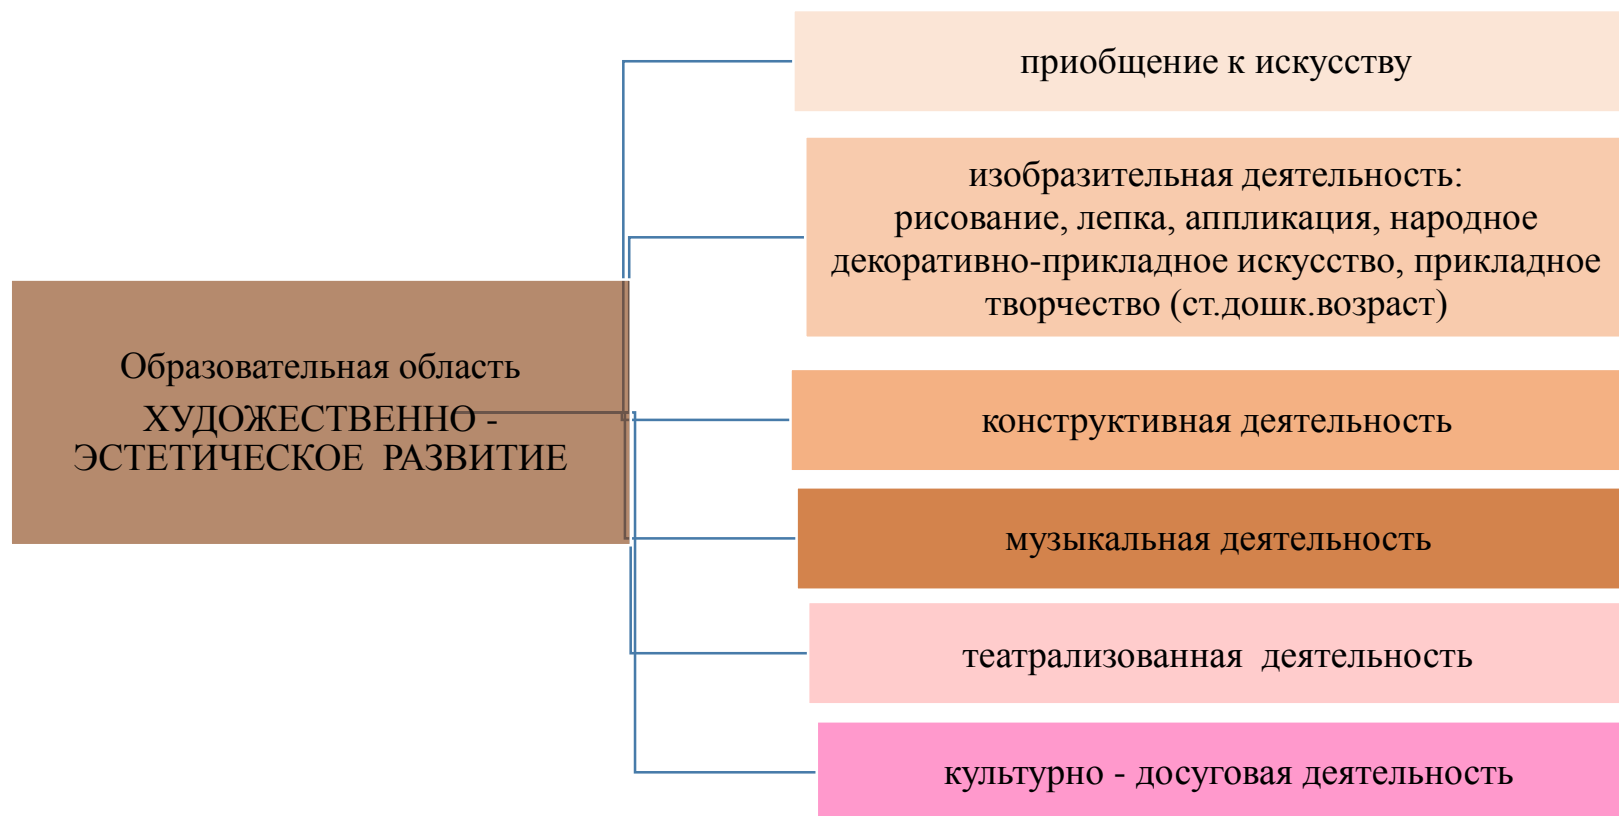 Образовательная область
ХУДОЖЕСТВЕННО -
ЭСТЕТИЧЕСКОЕ РАЗВИТИЕ
приобщение к искусству
изобразительная деятельность:
рисование, лепка, аппликация, народное
декоративно-прикладное искусство, прикладное
творчество (ст.дошк.возраст)
конструктивная деятельность
музыкальная деятельность
театрализованная деятельность
культурно - досуговая деятельность